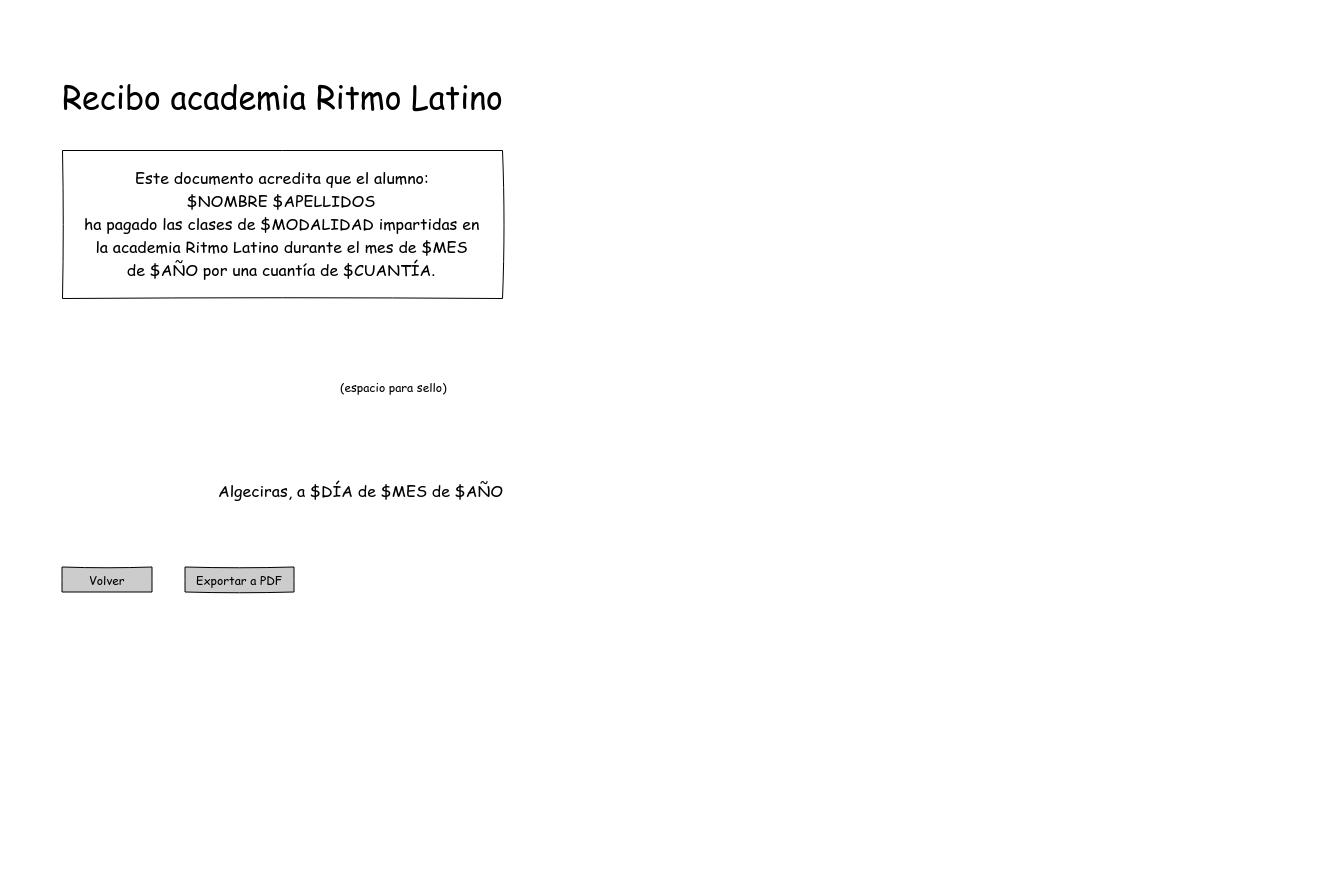 Recibo academia Ritmo Latino
Este documento acredita que el alumno:
$NOMBRE $APELLIDOS
ha pagado las clases de $MODALIDAD impartidas en
la academia Ritmo Latino durante el mes de $MES
de $AÑO por una cuantía de $CUANTÍA.
(espacio para sello)
Algeciras, a $DÍA de $MES de $AÑO
Volver
Exportar a PDF